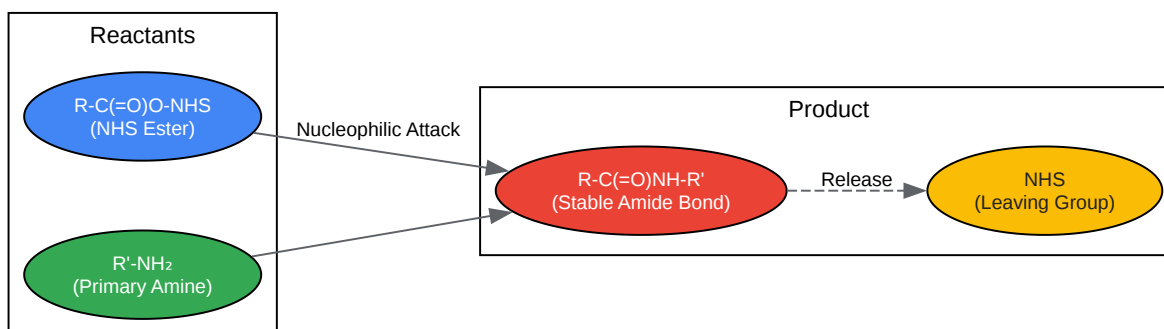 Reactants
R-C(=O)O-NHS
(NHS Ester)
Nucleophilic Attack
R'-NH₂
(Primary Amine)
Product
R-C(=O)NH-R'
(Stable Amide Bond)
Release
NHS
(Leaving Group)